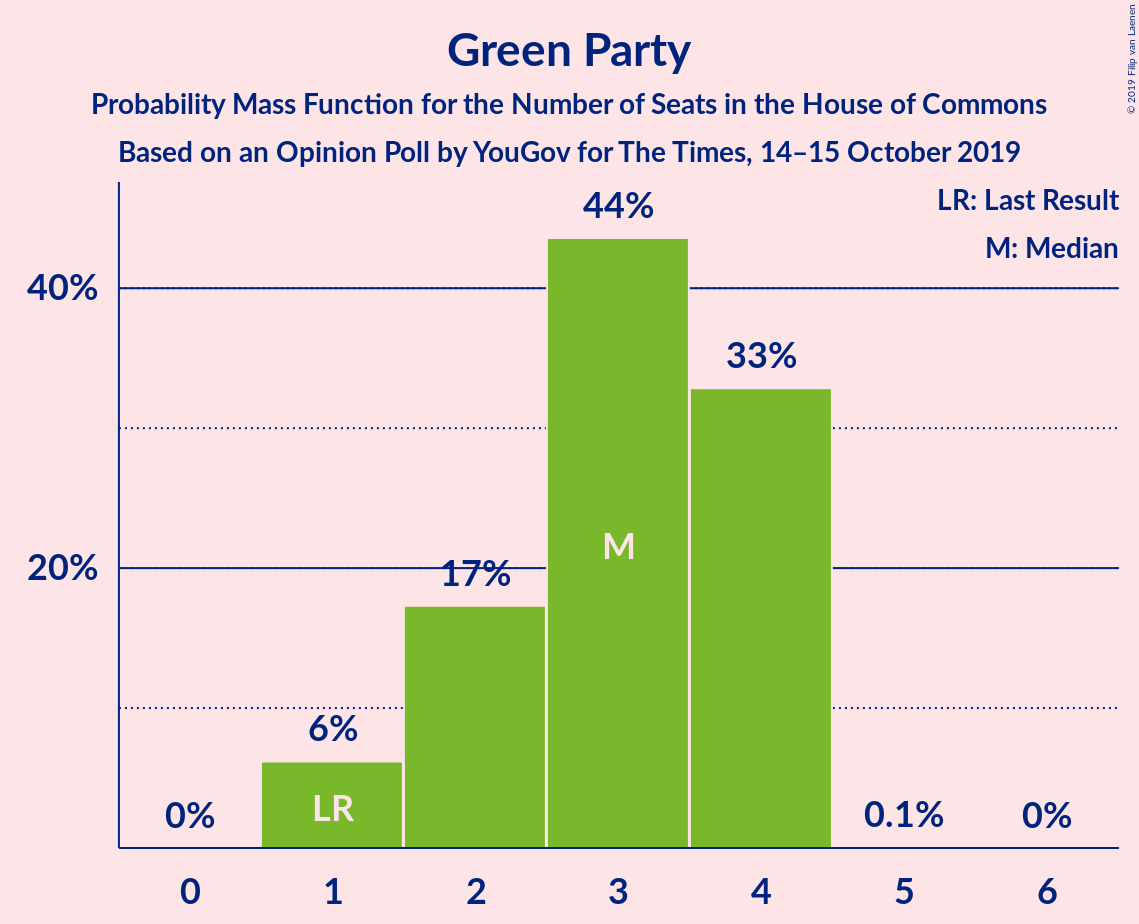 Green Party
Probability Mass Function for the Number of Seats in the House of Commons
Based on an Opinion Poll by YouGov for The Times, 14–15 October 2019
© 2019 Filip van Laenen
LR: Last Result
M: Median
40%
20%
0%
6%
17%
44%
33%
0.1%
0%
LR
M
0 1 2 3 4 5 6